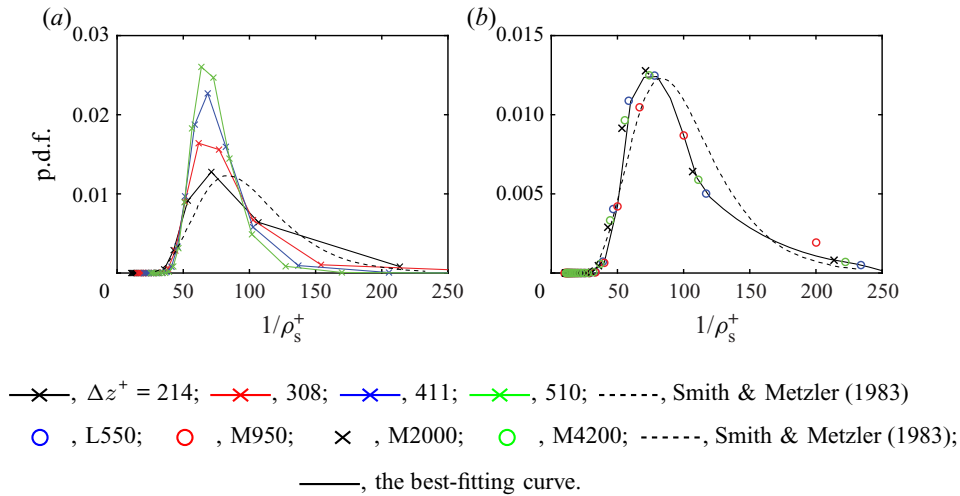 (a)
(b)
p.d.f.
0.03
0.02
0.01
0
50
100
150
200
250
1/ρs+
0.015
0.010
0.005
0
50
100
150
200
250
1/ρs+
, Δz+ = 214; , 308; , 411; , 510; , Smith & Metzler (1983)
, L550; , M950; , M2000; , M4200; , Smith & Metzler (1983);
, the best-fitting curve.